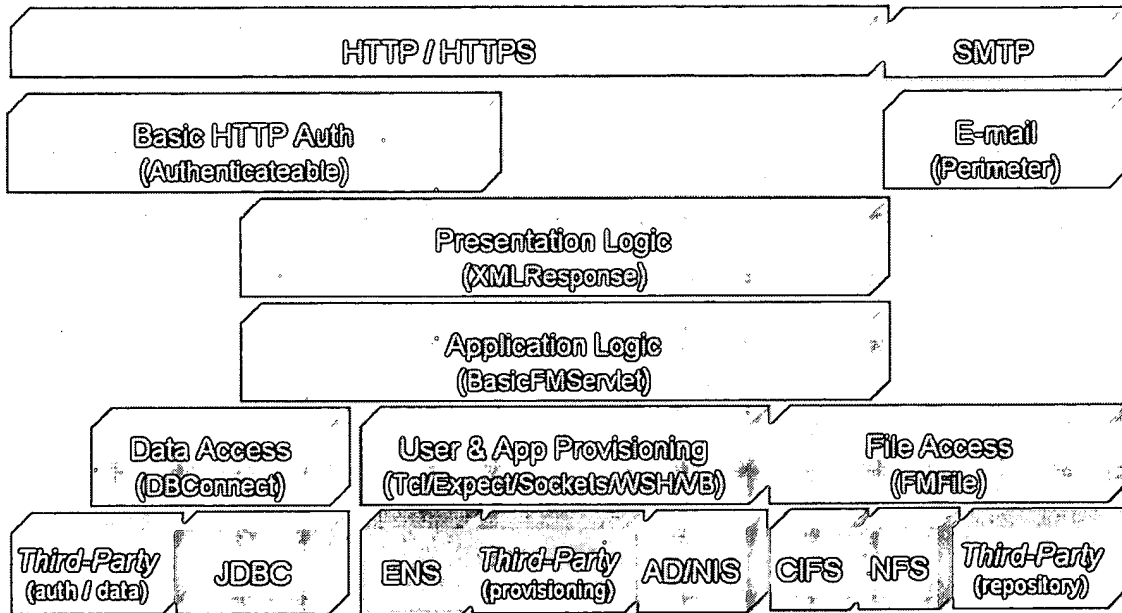 HTTP / HTTPS
SMTP
Basic HTTP Auth
(Authenticateable)
E-mail
(Perimeter)
Presentation Logic
(XMLResponse)
Application Logic
(BasicFMServlet)
Data Access
(DBConnect)
User & App Provisioning
(Tcl/Expect/Sockets/WSH/VB)
File Access
(FMFile)
Third-Party
(auth / data)
JDBC
ENS
Third-Party
(provisioning)
AD/NIS
CIFS
NFS
Third-Party
(repository)